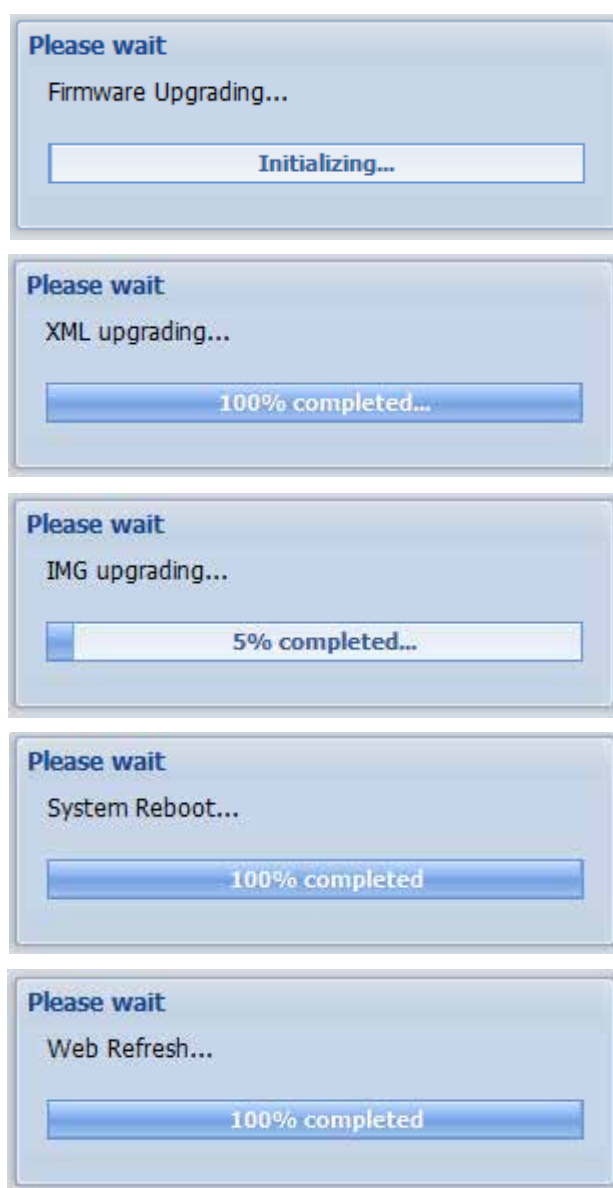 Please wait
Firmware Upgrading...
Initializing...
Please wait
XML upgrading...
100% completed...
Please wait
IMG upgrading...
5% completed...
Please wait
System Reboot...
100% completed
Please wait
Web Refresh...
100% completed